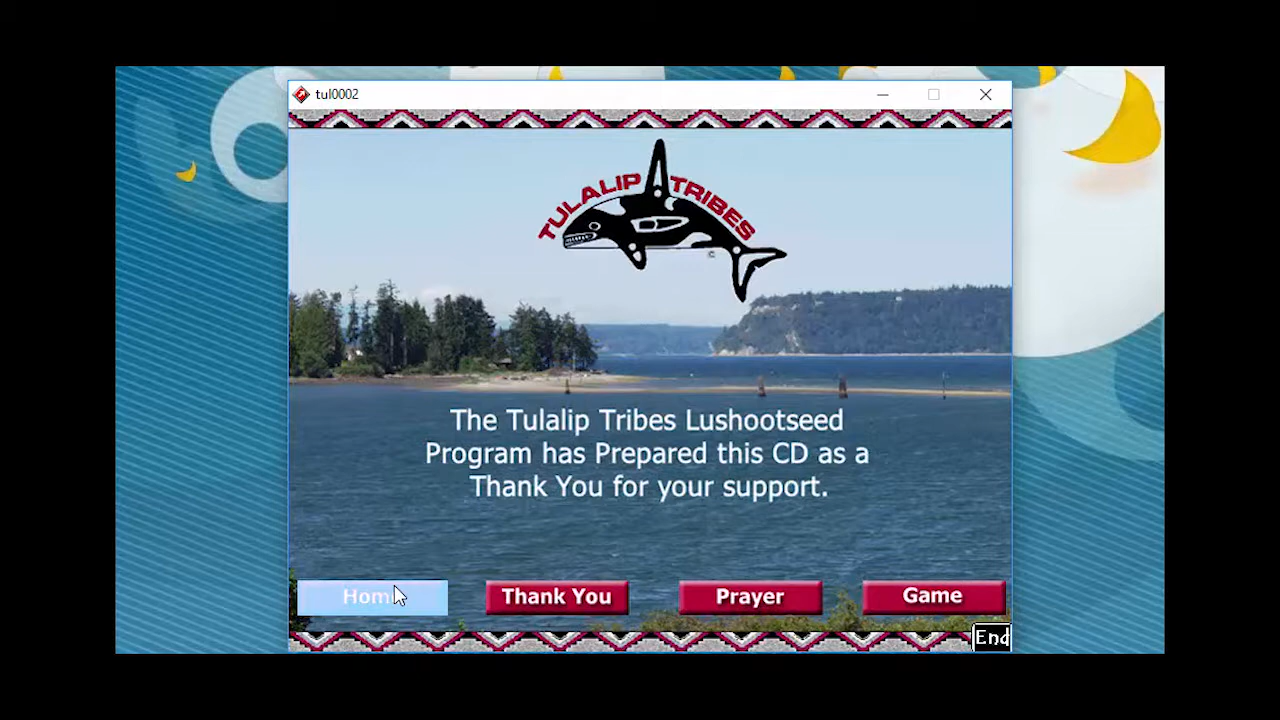 tul0002
TULALIP TRIBES
The Tulalip Tribes Lushootseed
Program has Prepared this CD as a
Thank You for your support.
Home
Thank You
Prayer
Game
End